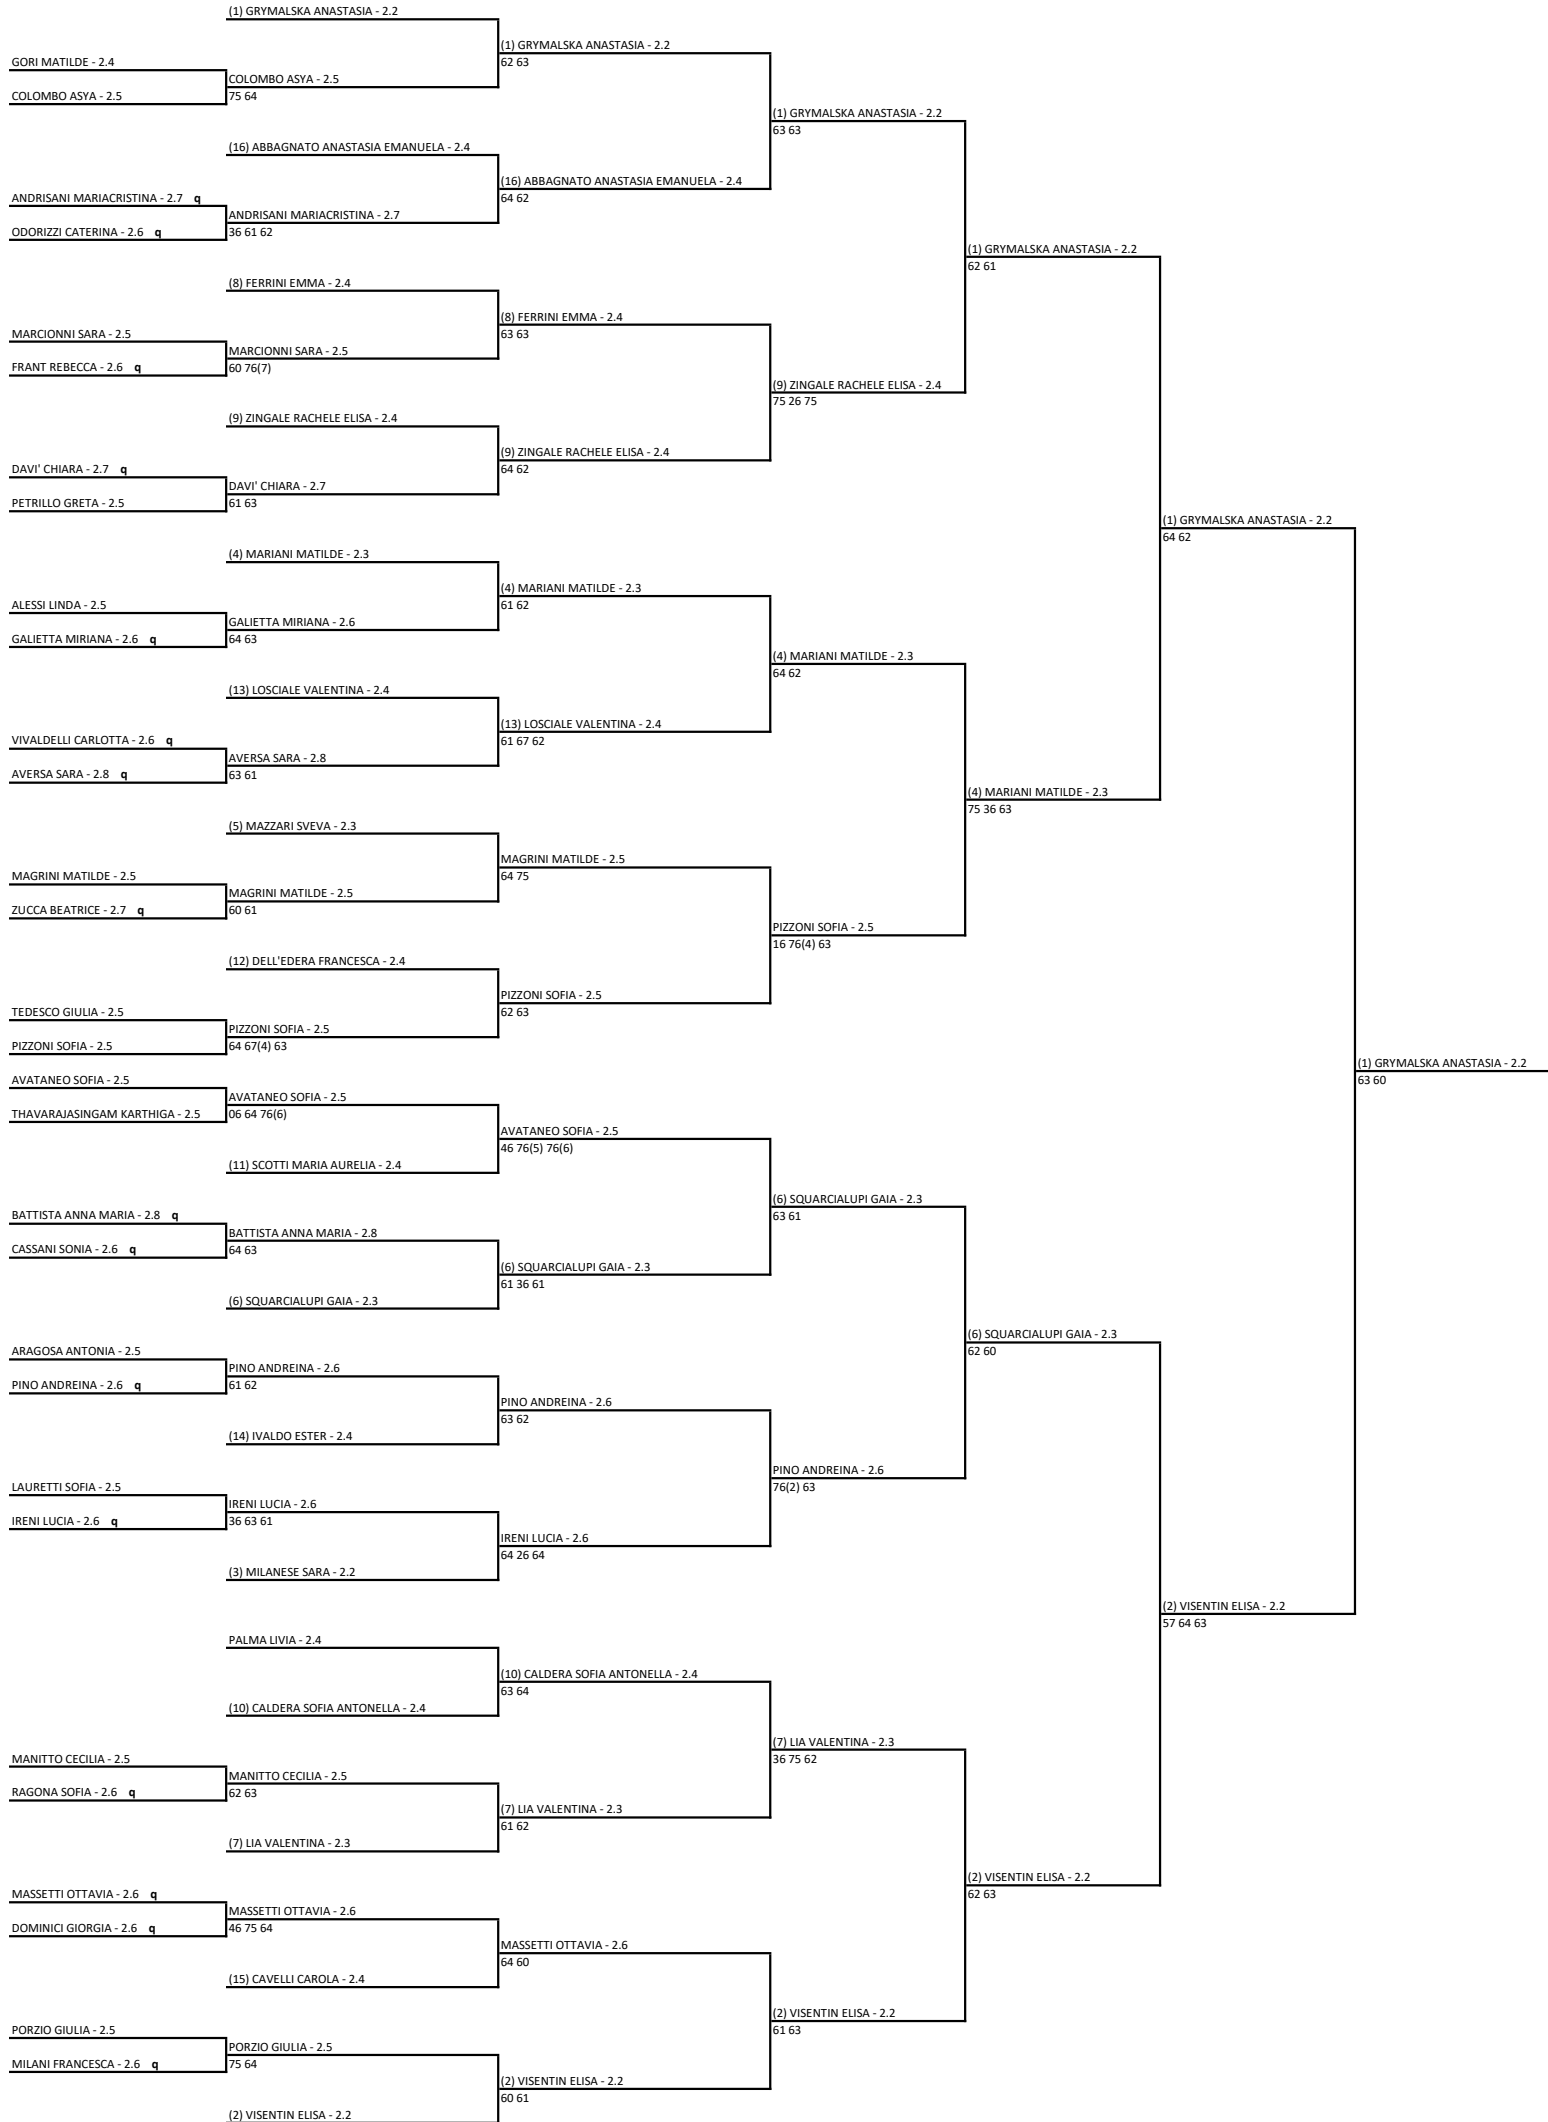 (1) GRYMALSKA ANASTASIA - 2.2
(1) GRYMALSKA ANASTASIA - 2.2
GORI MATILDE - 2.4
62 63
COLOMBO ASYA - 2.5
COLOMBO ASYA - 2.5
75 64
(1) GRYMALSKA ANASTASIA - 2.2
63 63
(16) ABBAGNATO ANASTASIA EMANUELA - 2.4
(16) ABBAGNATO ANASTASIA EMANUELA - 2.4
ANDRISANI MARIACRISTINA - 2.7 q
64 62
ANDRISANI MARIACRISTINA - 2.7
ODORIZZI CATERINA - 2.6 q
36 61 62
(1) GRYMALSKA ANASTASIA - 2.2
62 61
(8) FERRINI EMMA - 2.4
(8) FERRINI EMMA - 2.4
MARCIONNI SARA - 2.5
63 63
MARCIONNI SARA - 2.5
FRANT REBECCA - 2.6 q
60 76(7)
(9) ZINGALE RACHELE ELISA - 2.4
75 26 75
(9) ZINGALE RACHELE ELISA - 2.4
(9) ZINGALE RACHELE ELISA - 2.4
DAVI' CHIARA - 2.7 q
64 62
DAVI' CHIARA - 2.7
PETRILLO GRETA - 2.5
61 63
(1) GRYMALSKA ANASTASIA - 2.2
64 62
(4) MARIANI MATILDE - 2.3
(4) MARIANI MATILDE - 2.3
ALESSI LINDA - 2.5
61 62
GALIETTA MIRIANA - 2.6
GALIETTA MIRIANA - 2.6 q
64 63
(4) MARIANI MATILDE - 2.3
64 62
(13) LOSCIALE VALENTINA - 2.4
(13) LOSCIALE VALENTINA - 2.4
VIVALDELLI CARLOTTA - 2.6 q
61 67 62
AVERSA SARA - 2.8
AVERSA SARA - 2.8 q
63 61
(4) MARIANI MATILDE - 2.3
75 36 63
(5) MAZZARI SVEVA - 2.3
MAGRINI MATILDE - 2.5
MAGRINI MATILDE - 2.5
64 75
MAGRINI MATILDE - 2.5
ZUCCA BEATRICE - 2.7 q
60 61
PIZZONI SOFIA - 2.5
16 76(4) 63
(12) DELL'EDERA FRANCESCA - 2.4
PIZZONI SOFIA - 2.5
TEDESCO GIULIA - 2.5
62 63
PIZZONI SOFIA - 2.5
PIZZONI SOFIA - 2.5
64 67(4) 63
(1) GRYMALSKA ANASTASIA - 2.2
63 60
AVATANEO SOFIA - 2.5
AVATANEO SOFIA - 2.5
THAVARAJASINGAM KARTHIGA - 2.5
06 64 76(6)
AVATANEO SOFIA - 2.5
46 76(5) 76(6)
(11) SCOTTI MARIA AURELIA - 2.4
(6) SQUARCIALUPI GAIA - 2.3
63 61
BATTISTA ANNA MARIA - 2.8 q
BATTISTA ANNA MARIA - 2.8
CASSANI SONIA - 2.6 q
64 63
(6) SQUARCIALUPI GAIA - 2.3
61 36 61
(6) SQUARCIALUPI GAIA - 2.3
(6) SQUARCIALUPI GAIA - 2.3
62 60
ARAGOSA ANTONIA - 2.5
PINO ANDREINA - 2.6
PINO ANDREINA - 2.6 q
61 62
PINO ANDREINA - 2.6
63 62
(14) IVALDO ESTER - 2.4
PINO ANDREINA - 2.6
76(2) 63
LAURETTI SOFIA - 2.5
IRENI LUCIA - 2.6
IRENI LUCIA - 2.6 q
36 63 61
IRENI LUCIA - 2.6
64 26 64
(3) MILANESE SARA - 2.2
(2) VISENTIN ELISA - 2.2
57 64 63
PALMA LIVIA - 2.4
(10) CALDERA SOFIA ANTONELLA - 2.4
63 64
(10) CALDERA SOFIA ANTONELLA - 2.4
(7) LIA VALENTINA - 2.3
36 75 62
MANITTO CECILIA - 2.5
MANITTO CECILIA - 2.5
RAGONA SOFIA - 2.6 q
62 63
(7) LIA VALENTINA - 2.3
61 62
(7) LIA VALENTINA - 2.3
(2) VISENTIN ELISA - 2.2
62 63
MASSETTI OTTAVIA - 2.6 q
MASSETTI OTTAVIA - 2.6
DOMINICI GIORGIA - 2.6 q
46 75 64
MASSETTI OTTAVIA - 2.6
64 60
(15) CAVELLI CAROLA - 2.4
(2) VISENTIN ELISA - 2.2
61 63
PORZIO GIULIA - 2.5
PORZIO GIULIA - 2.5
MILANI FRANCESCA - 2.6 q
75 64
(2) VISENTIN ELISA - 2.2
60 61
(2) VISENTIN ELISA - 2.2